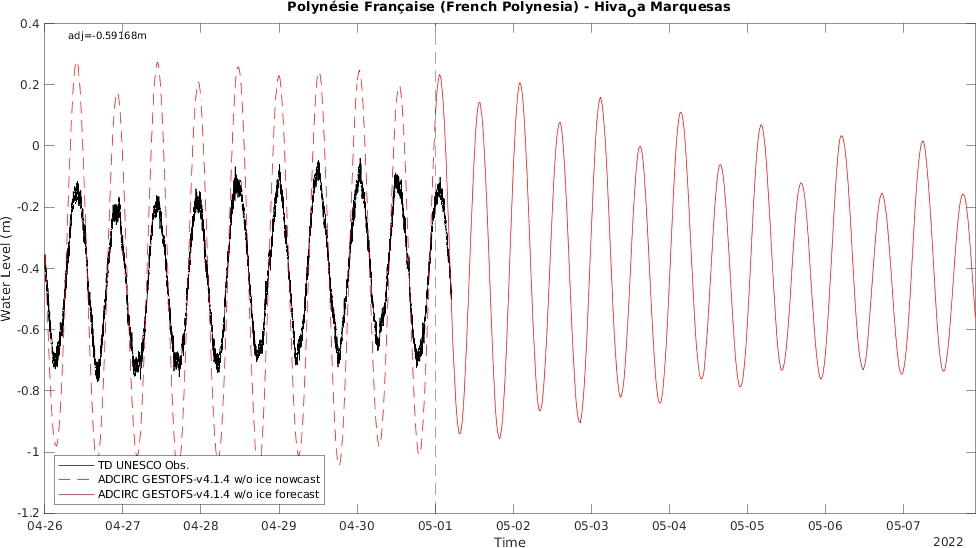 Polynésie Française (French Polynesia) - Hiva_Oa Marquesas
adj=-0.59168m
0.4
0.2
0
-0.2
-0.4
-0.6
-0.8
-1
-1.2
Water Level (m)
TD UNESCO Obs.
ADCIRC GESTOFS-v4.1.4 w/o ice nowcast
ADCIRC GESTOFS-v4.1.4 w/o ice forecast
04-26 04-27 04-28 04-29 04-30 05-01 05-02 05-03 05-04 05-05 05-06 05-07
Time
2022